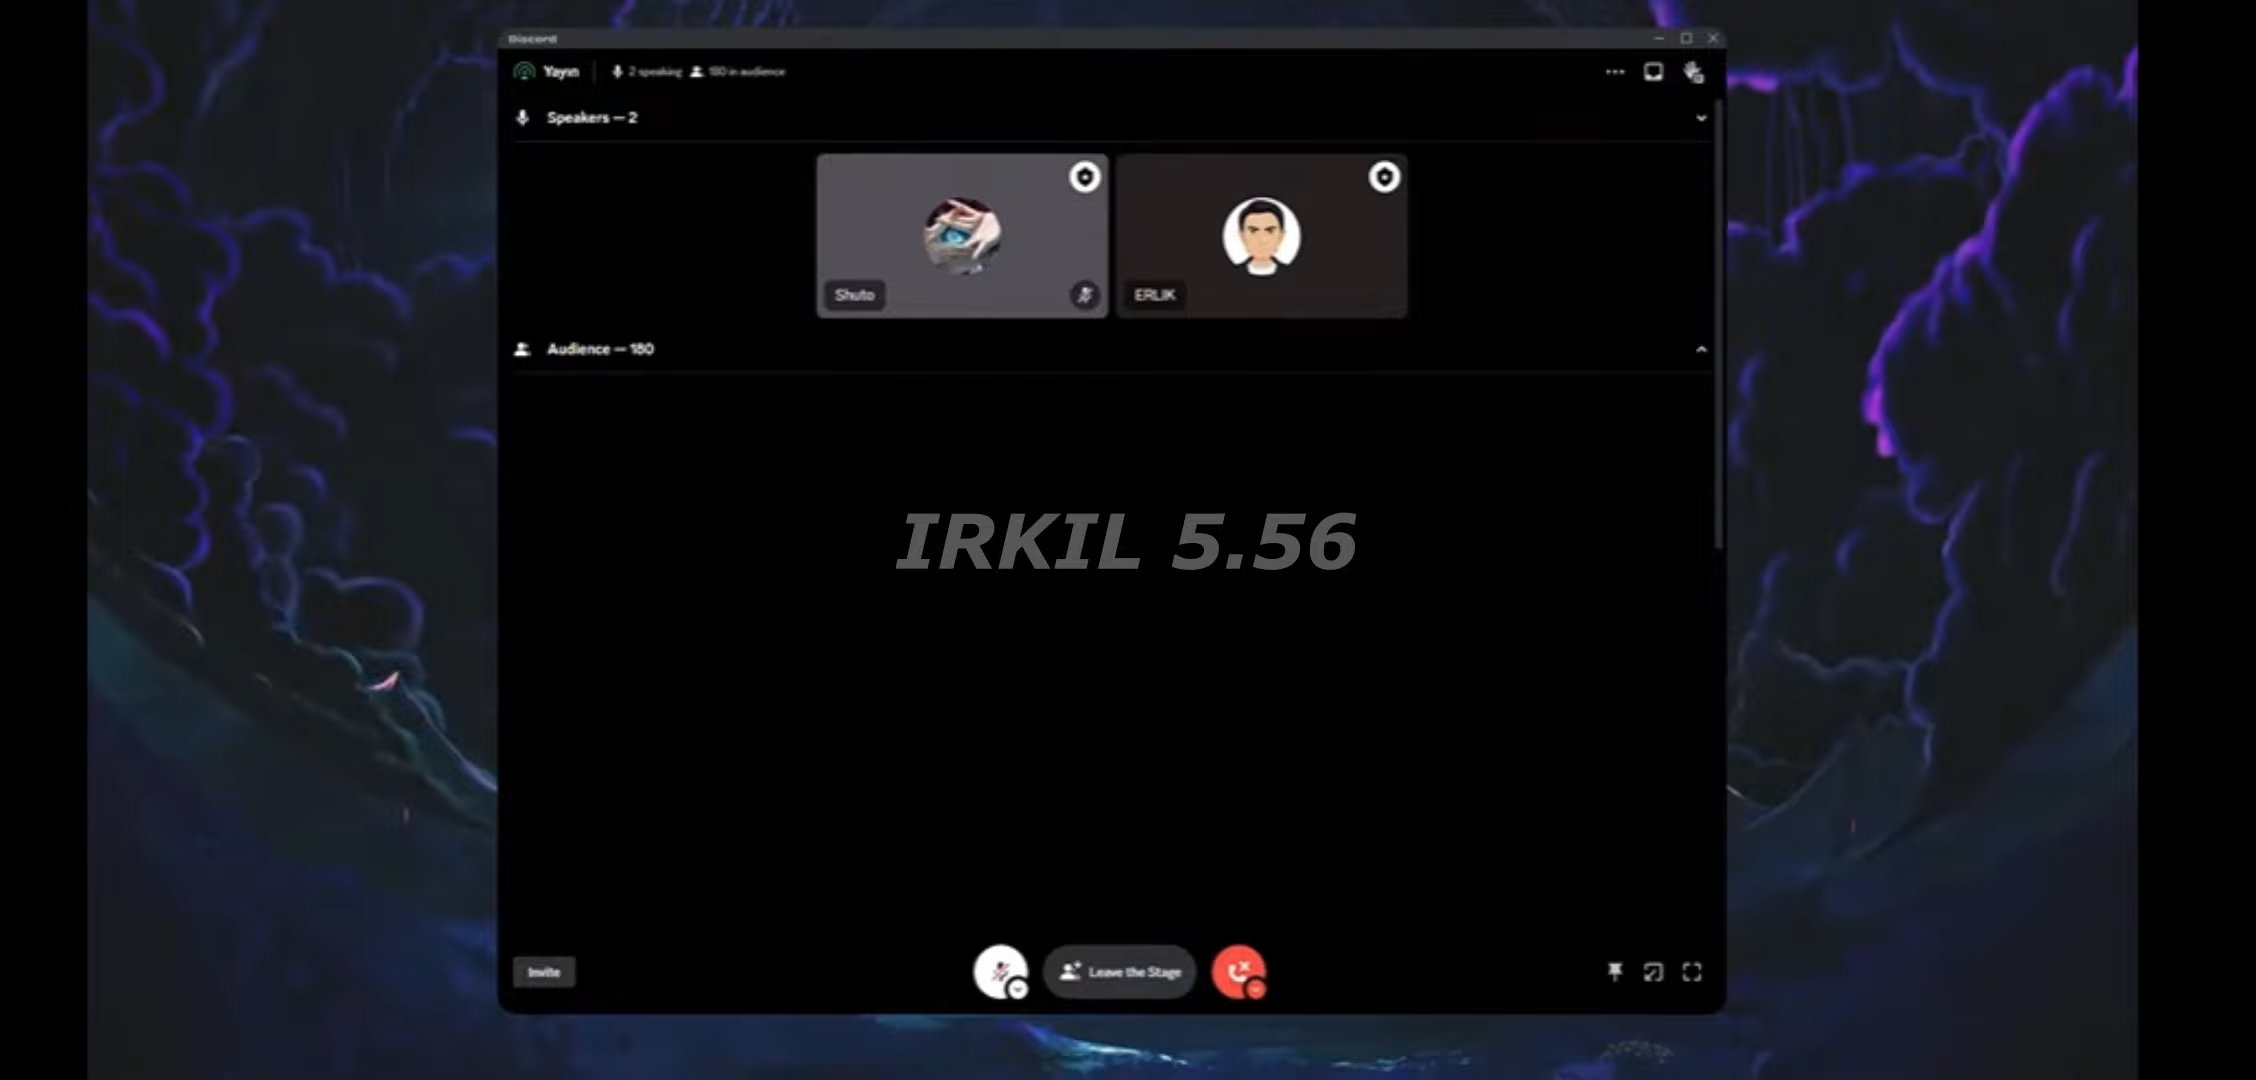 Discord
Yayın
2 speaking
180 in audience
Speakers — 2
Shuto
ERLIK
Audience — 180
IRKIL 5.56
Invite
Leave the Stage